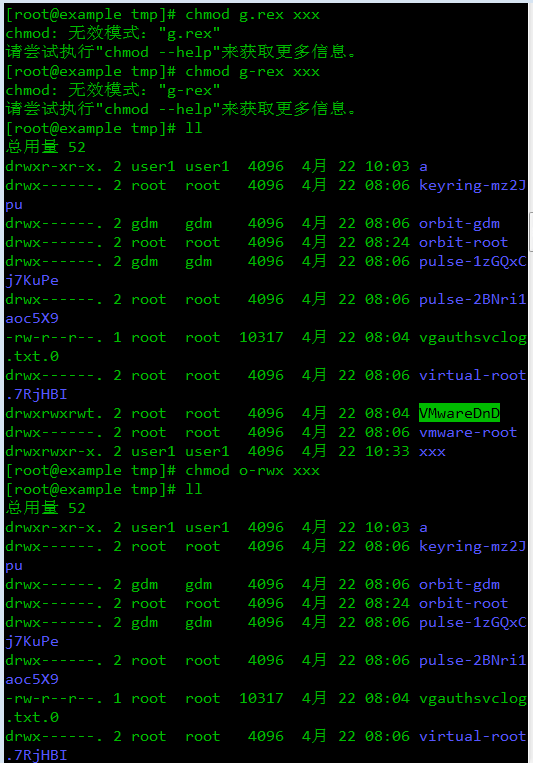 [root@example tmp]# chmod g.rex xxx
chmod: 无效模式："g.rex"
请尝试执行"chmod --help"来获取更多信息。
[root@example tmp]# chmod g-rex xxx
chmod: 无效模式："g-rex"
请尝试执行"chmod --help"来获取更多信息。
[root@example tmp]# ll
总用量 52
drwxr-xr-x. 2 user1 user1  4096  4月 22 10:03 a
drwx------. 2 root  root   4096  4月 22 08:06 keyring-mz2J
pu
drwx------. 2 gdm   gdm    4096  4月 22 08:06 orbit-gdm
drwx------. 2 root  root   4096  4月 22 08:24 orbit-root
drwx------. 2 gdm   gdm    4096  4月 22 08:06 pulse-1zGQxC
j7KuPe
drwx------. 2 root  root   4096  4月 22 08:06 pulse-2BNri1
aoc5X9
-rw-r--r--. 1 root  root  10317  4月 22 08:04 vgauthsvclog
.txt.0
drwx------. 2 root  root   4096  4月 22 08:06 virtual-root
.7RjHBI
drwxrwxrwt. 2 root  root   4096  4月 22 08:04 VMwareDnD
drwx------. 2 root  root   4096  4月 22 08:06 vmware-root
drwxrwxr-x. 2 user1 user1  4096  4月 22 10:33 xxx
[root@example tmp]# chmod o-rwx xxx
[root@example tmp]# ll
总用量 52
drwxr-xr-x. 2 user1 user1  4096  4月 22 10:03 a
drwx------. 2 root  root   4096  4月 22 08:06 keyring-mz2J
pu
drwx------. 2 gdm   gdm    4096  4月 22 08:06 orbit-gdm
drwx------. 2 root  root   4096  4月 22 08:24 orbit-root
drwx------. 2 gdm   gdm    4096  4月 22 08:06 pulse-1zGQxC
j7KuPe
drwx------. 2 root  root   4096  4月 22 08:06 pulse-2BNri1
aoc5X9
-rw-r--r--. 1 root  root  10317  4月 22 08:04 vgauthsvclog
.txt.0
drwx------. 2 root  root   4096  4月 22 08:06 virtual-root
.7RjHBI